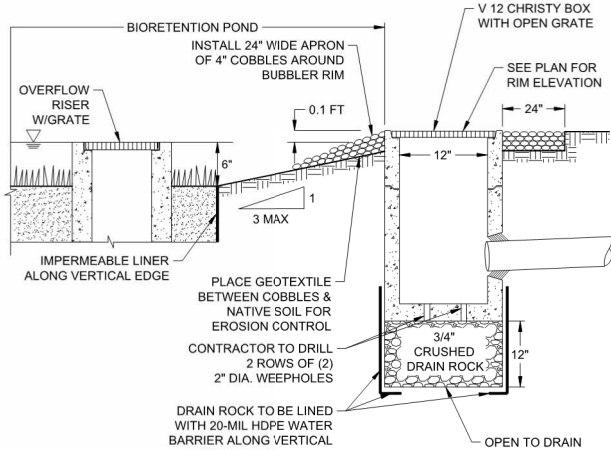 BIORETENTION POND
V 12 CHRISTY BOX
WITH OPEN GRATE
INSTALL 24" WIDE APRON
OF 4" COBBLES AROUND
BUBBLER RIM
SEE PLAN FOR
RIM ELEVATION
OVERFLOW
RISER
W/GRATE
0.1 FT
24"
6"
12"
1
3 MAX
IMPERMEABLE LINER
ALONG VERTICAL EDGE
PLACE GEOTEXTILE
BETWEEN COBBLES &
NATIVE SOIL FOR
EROSION CONTROL
CONTRACTOR TO DRILL
2 ROWS OF (2)
2" DIA. WEEPHOLES
3/4"
CRUSHED
DRAIN ROCK
12"
DRAIN ROCK TO BE LINED
WITH 20-MIL HDPE WATER
BARRIER ALONG VERTICAL
OPEN TO DRAIN